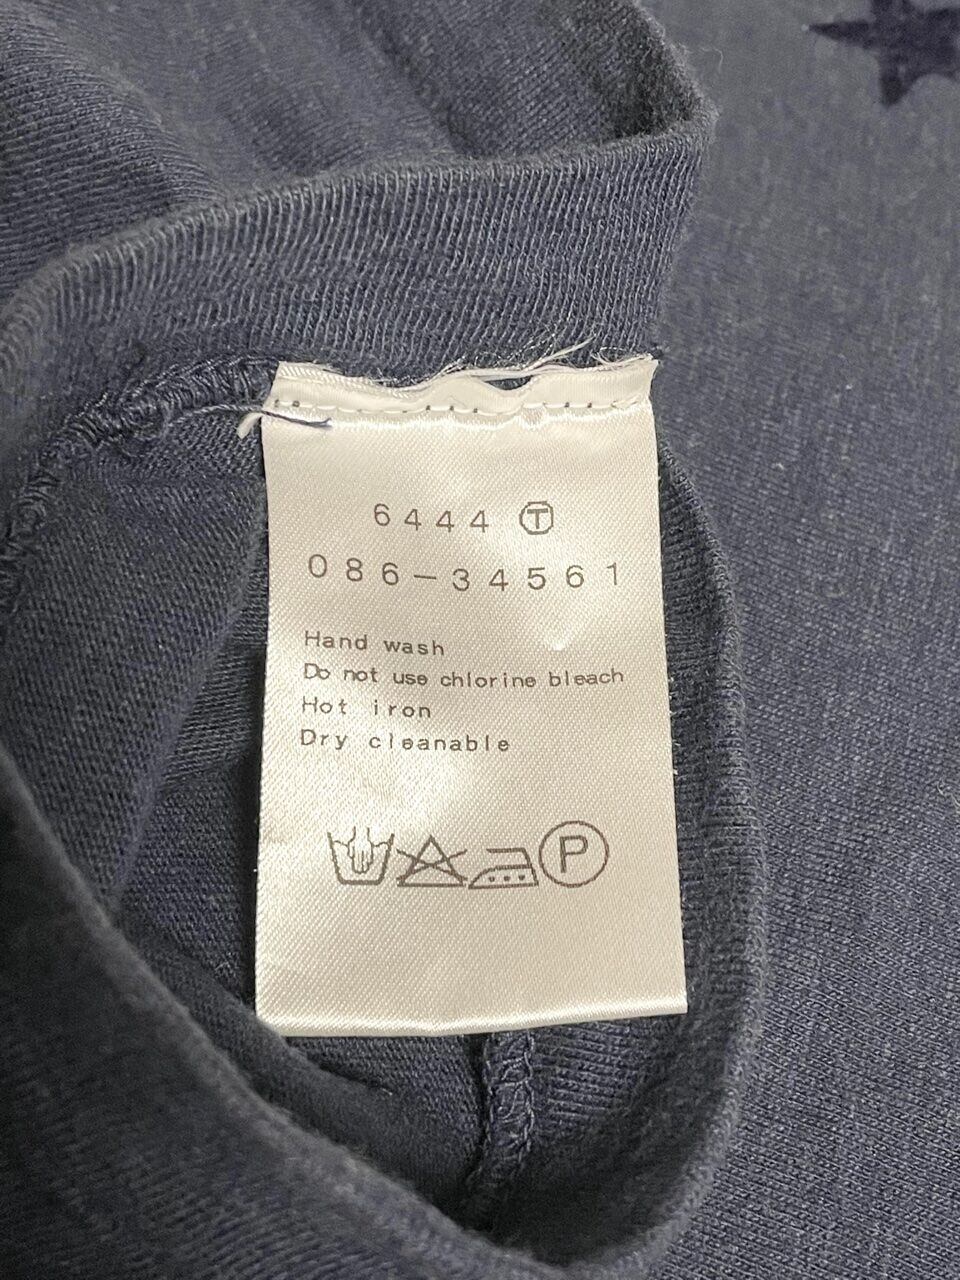 6444 Ⓣ
086-34561
Hand wash
Do not use chlorine bleach
Hot iron
Dry cleanable
P